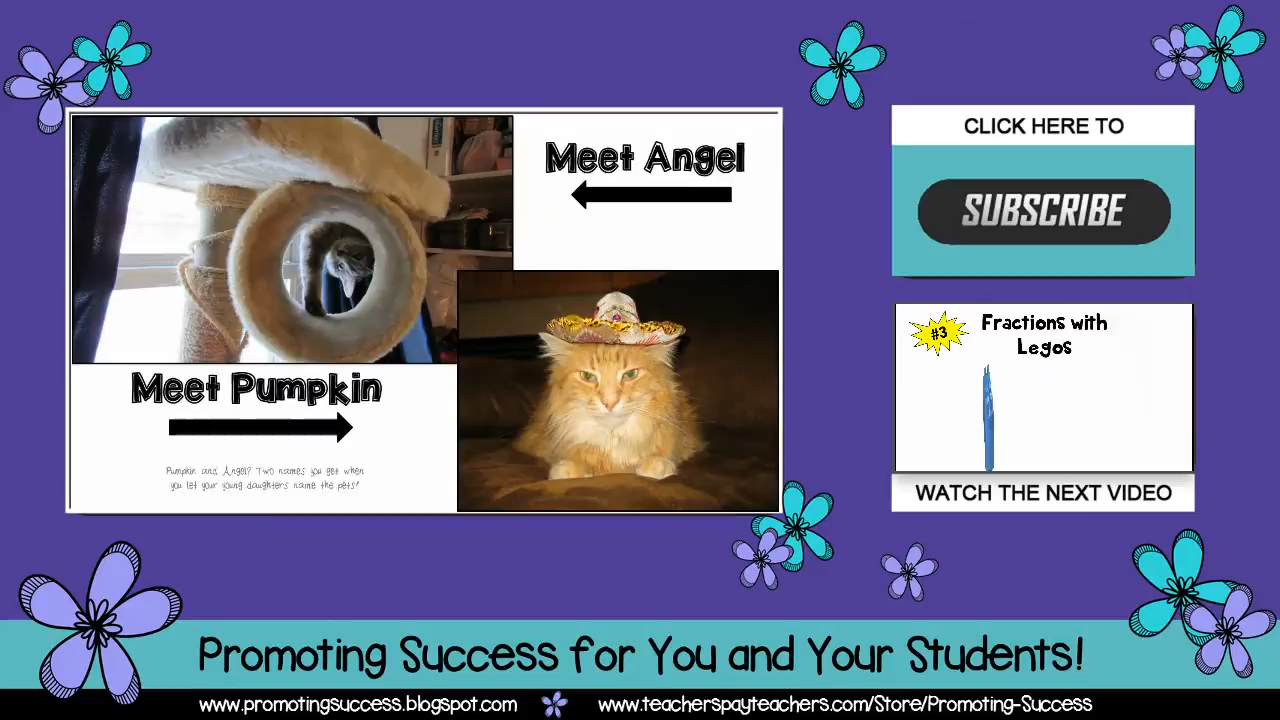 Meet Angel
Meet Pumpkin
Pumpkin and Angel? Two names you get when
you let your young daughters name the pets?
CLICK HERE TO
SUBSCRIBE
#3
Fractions with
Legos
WATCH THE NEXT VIDEO
Promoting Success for You and Your Students!
www.promotingsuccess.blogspot.com
www.teacherspayteachers.com/Store/Promoting-Success